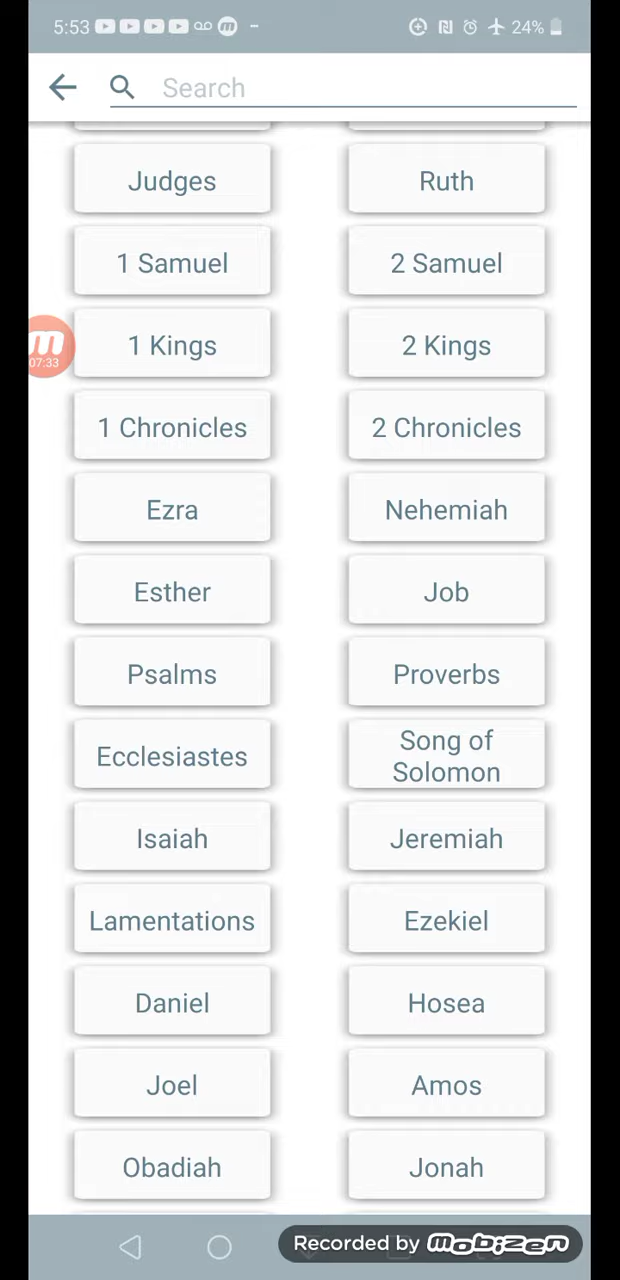 5:53
24%
Search
Judges
Ruth
1 Samuel
2 Samuel
1 Kings
2 Kings
07:33
1 Chronicles
2 Chronicles
Ezra
Nehemiah
Esther
Job
Psalms
Proverbs
Ecclesiastes
Song of
Solomon
Isaiah
Jeremiah
Lamentations
Ezekiel
Daniel
Hosea
Joel
Amos
Obadiah
Jonah
Recorded by mobizen